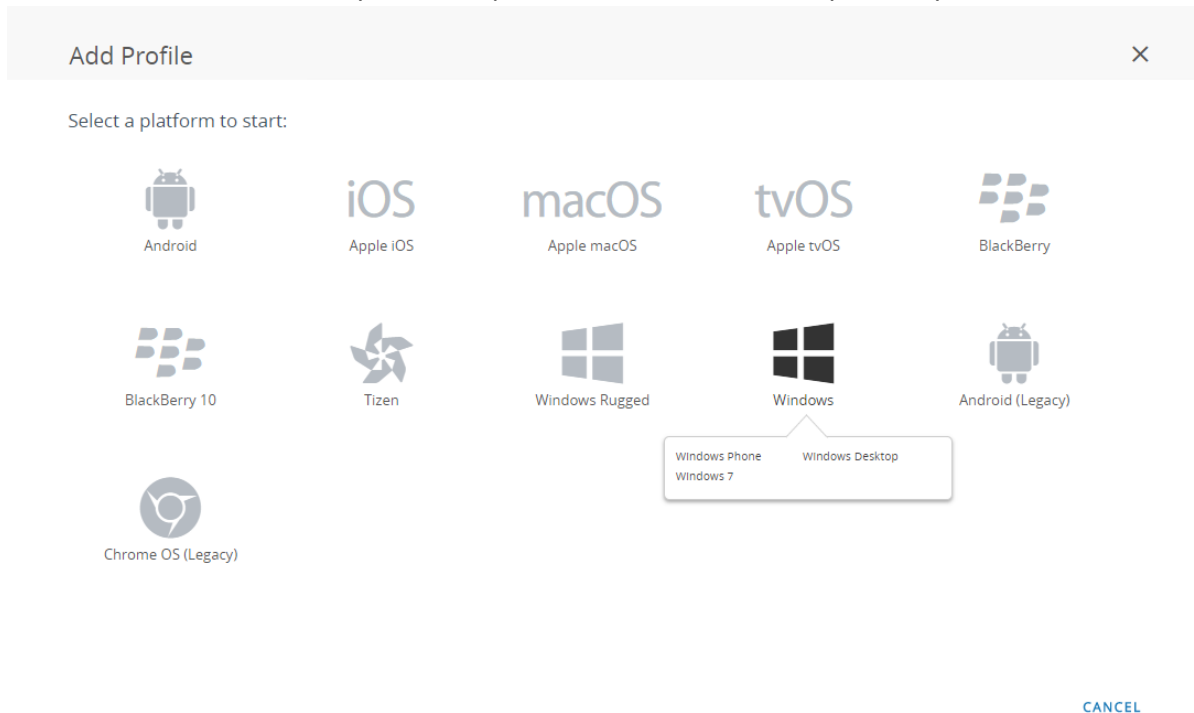 Add Profile
Select a platform to start:
iOS macOS tvOS
Android Apple iOS Apple macOS Apple tvOS BlackBerry
BlackBerry 10 Tizen Windows Rugged Windows Android (Legacy)
Windows Phone Windows Desktop
Windows 7
Chrome OS (Legacy)
CANCEL